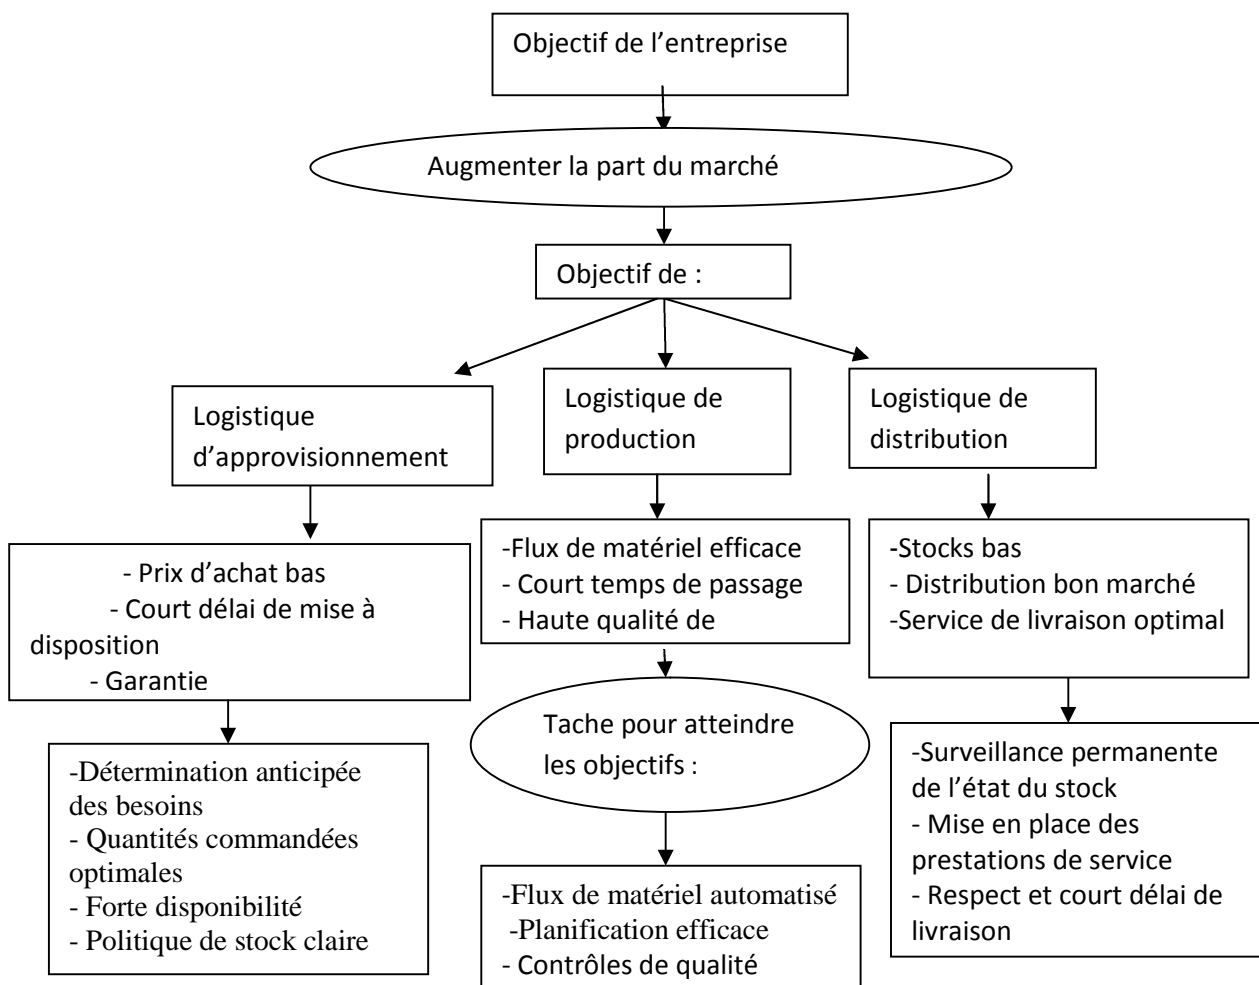 Objectif de l’entreprise
Augmenter la part du marché
Objectif de :
Logistique
d’approvisionnement
Logistique de
production
Logistique de
distribution
- Prix d’achat bas
- Court délai de mise à
disposition
- Garantie
-Flux de matériel efficace
- Court temps de passage
- Haute qualité de
-Stocks bas
- Distribution bon marché
-Service de livraison optimal
Tache pour atteindre
les objectifs :
-Détermination anticipée
des besoins
- Quantités commandées
optimales
- Forte disponibilité
- Politique de stock claire
-Flux de matériel automatisé
-Planification efficace
- Contrôles de qualité
-Surveillance permanente
de l’état du stock
- Mise en place des
prestations de service
- Respect et court délai de
livraison